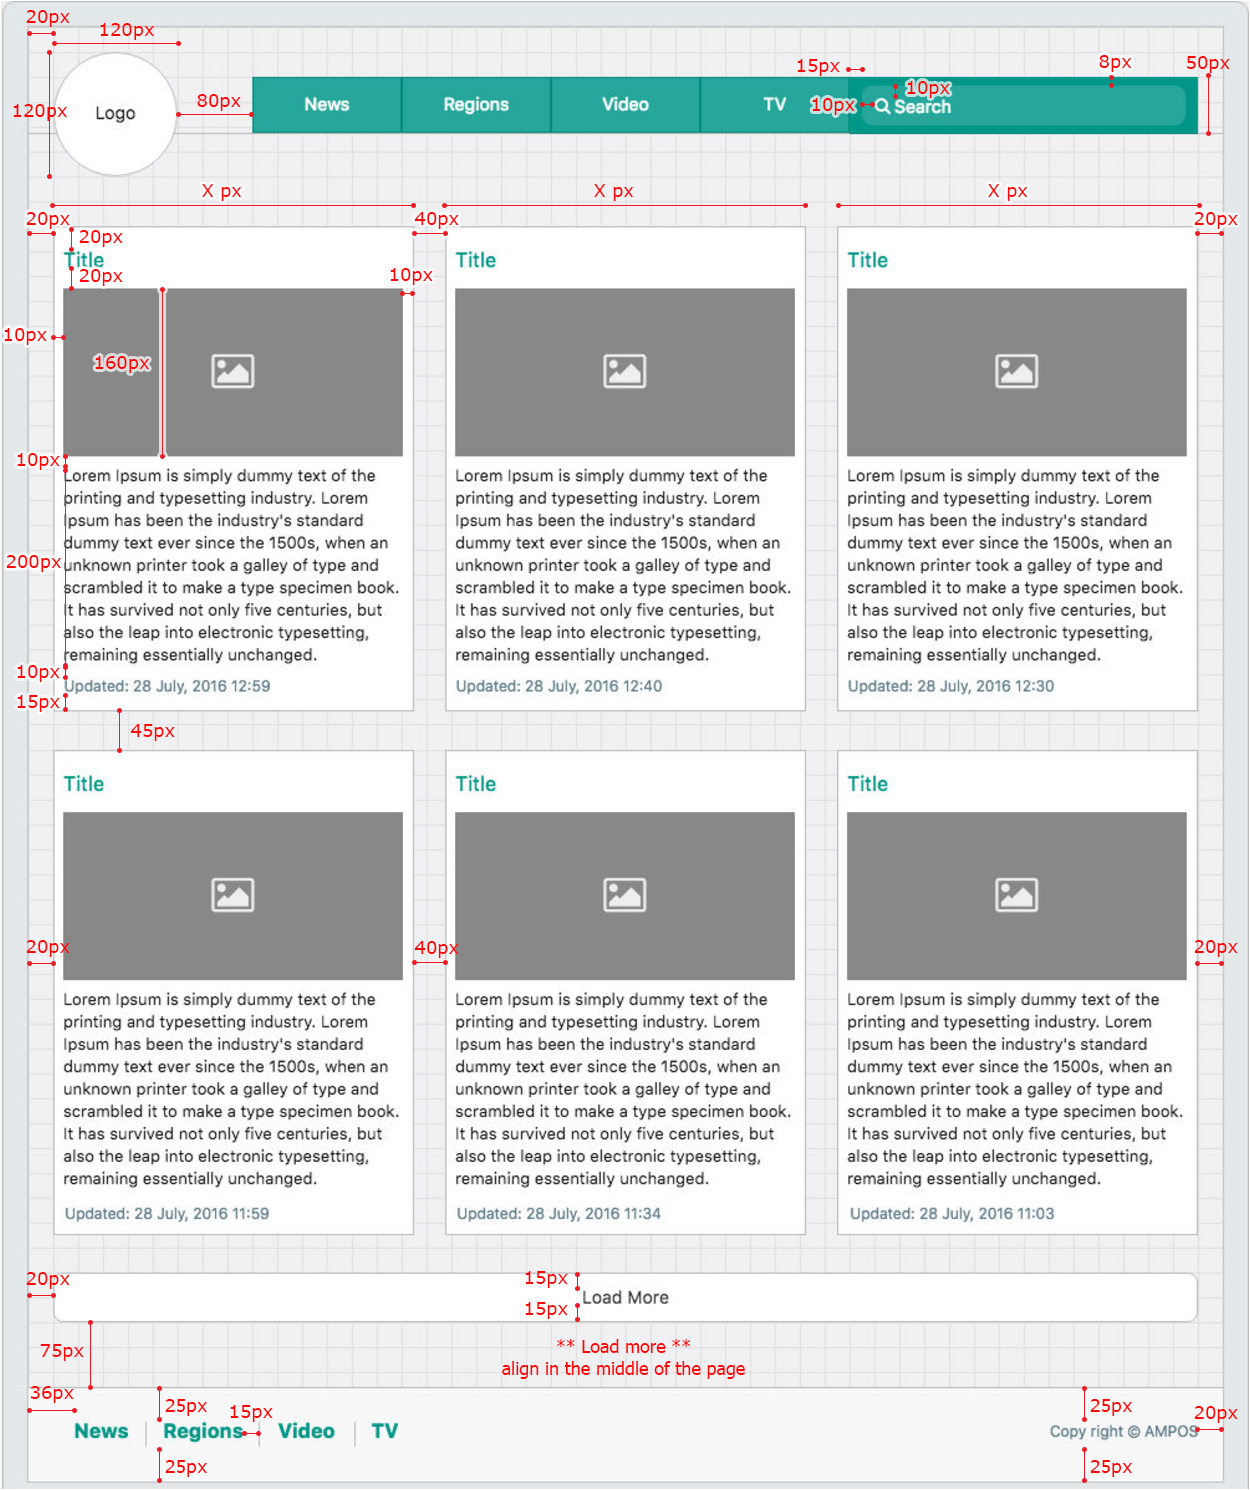 20px
120px
15px
8px
50px
120px
Logo
80px
News
Regions
Video
TV
10px
10px
Search
X px
X px
X px
20px
40px
20px
20px
Title
Title
Title
20px
10px
10px
160px
10px
Lorem Ipsum is simply dummy text of the
printing and typesetting industry. Lorem
Ipsum has been the industry's standard
dummy text ever since the 1500s, when an
unknown printer took a galley of type and
scrambled it to make a type specimen book.
It has survived not only five centuries, but
also the leap into electronic typesetting,
remaining essentially unchanged.
200px
10px
Updated: 28 July, 2016 12:59
15px
Lorem Ipsum is simply dummy text of the
printing and typesetting industry. Lorem
Ipsum has been the industry's standard
dummy text ever since the 1500s, when an
unknown printer took a galley of type and
scrambled it to make a type specimen book.
It has survived not only five centuries, but
also the leap into electronic typesetting,
remaining essentially unchanged.
Updated: 28 July, 2016 12:40
Lorem Ipsum is simply dummy text of the
printing and typesetting industry. Lorem
Ipsum has been the industry's standard
dummy text ever since the 1500s, when an
unknown printer took a galley of type and
scrambled it to make a type specimen book.
It has survived not only five centuries, but
also the leap into electronic typesetting,
remaining essentially unchanged.
Updated: 28 July, 2016 12:30
45px
Title
Title
Title
20px
40px
20px
Lorem Ipsum is simply dummy text of the
printing and typesetting industry. Lorem
Ipsum has been the industry's standard
dummy text ever since the 1500s, when an
unknown printer took a galley of type and
scrambled it to make a type specimen book.
It has survived not only five centuries, but
also the leap into electronic typesetting,
remaining essentially unchanged.
Updated: 28 July, 2016 11:59
Lorem Ipsum is simply dummy text of the
printing and typesetting industry. Lorem
Ipsum has been the industry's standard
dummy text ever since the 1500s, when an
unknown printer took a galley of type and
scrambled it to make a type specimen book.
It has survived not only five centuries, but
also the leap into electronic typesetting,
remaining essentially unchanged.
Updated: 28 July, 2016 11:34
Lorem Ipsum is simply dummy text of the
printing and typesetting industry. Lorem
Ipsum has been the industry's standard
dummy text ever since the 1500s, when an
unknown printer took a galley of type and
scrambled it to make a type specimen book.
It has survived not only five centuries, but
also the leap into electronic typesetting,
remaining essentially unchanged.
Updated: 28 July, 2016 11:03
20px
15px
Load More
15px
75px
** Load more **
align in the middle of the page
36px
25px
15px
25px
20px
News
Regions
Video
TV
Copy right © AMPOS
25px
25px